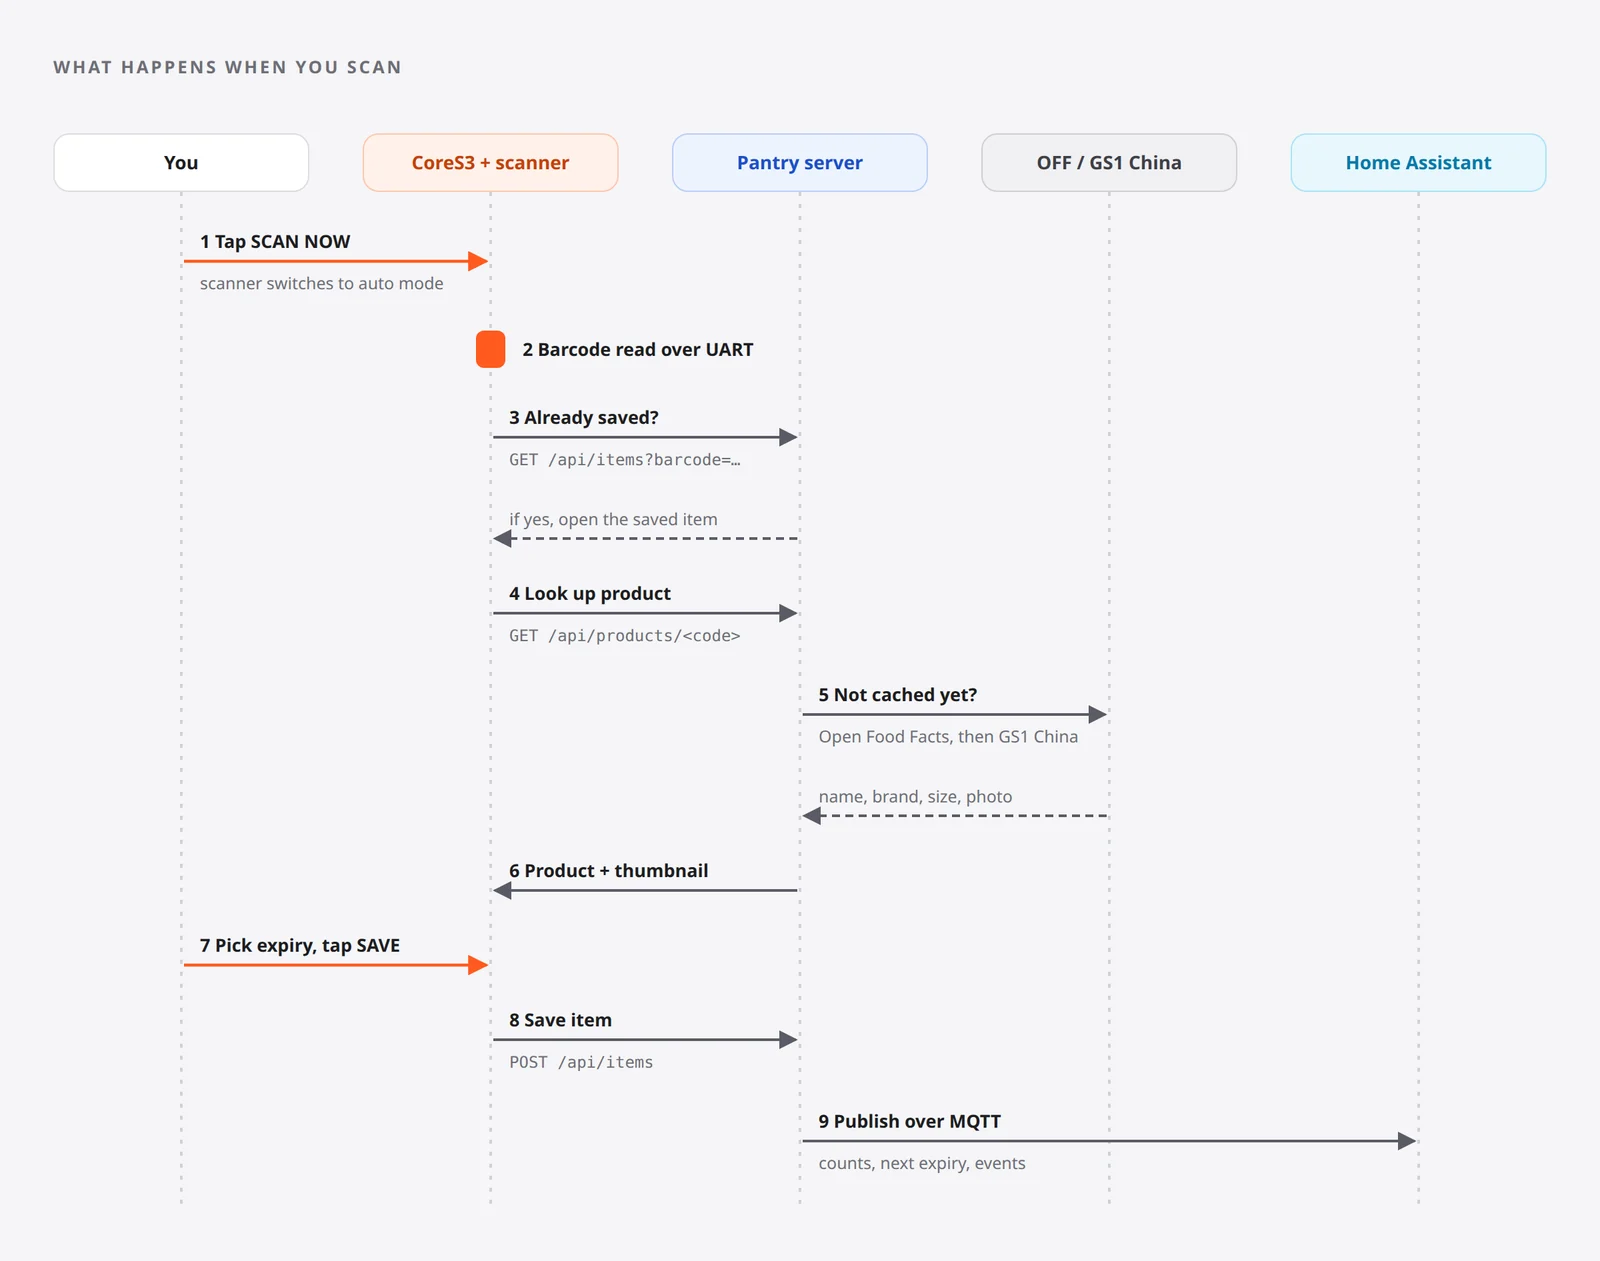 WHAT HAPPENS WHEN YOU SCAN
You
CoreS3 + scanner
Pantry server
OFF / GS1 China
Home Assistant
1 Tap SCAN NOW
scanner switches to auto mode
2 Barcode read over UART
3 Already saved?
GET /api/items?barcode=…
if yes, open the saved item
4 Look up product
GET /api/products/<code>
5 Not cached yet?
Open Food Facts, then GS1 China
name, brand, size, photo
6 Product + thumbnail
7 Pick expiry, tap SAVE
8 Save item
POST /api/items
9 Publish over MQTT
counts, next expiry, events